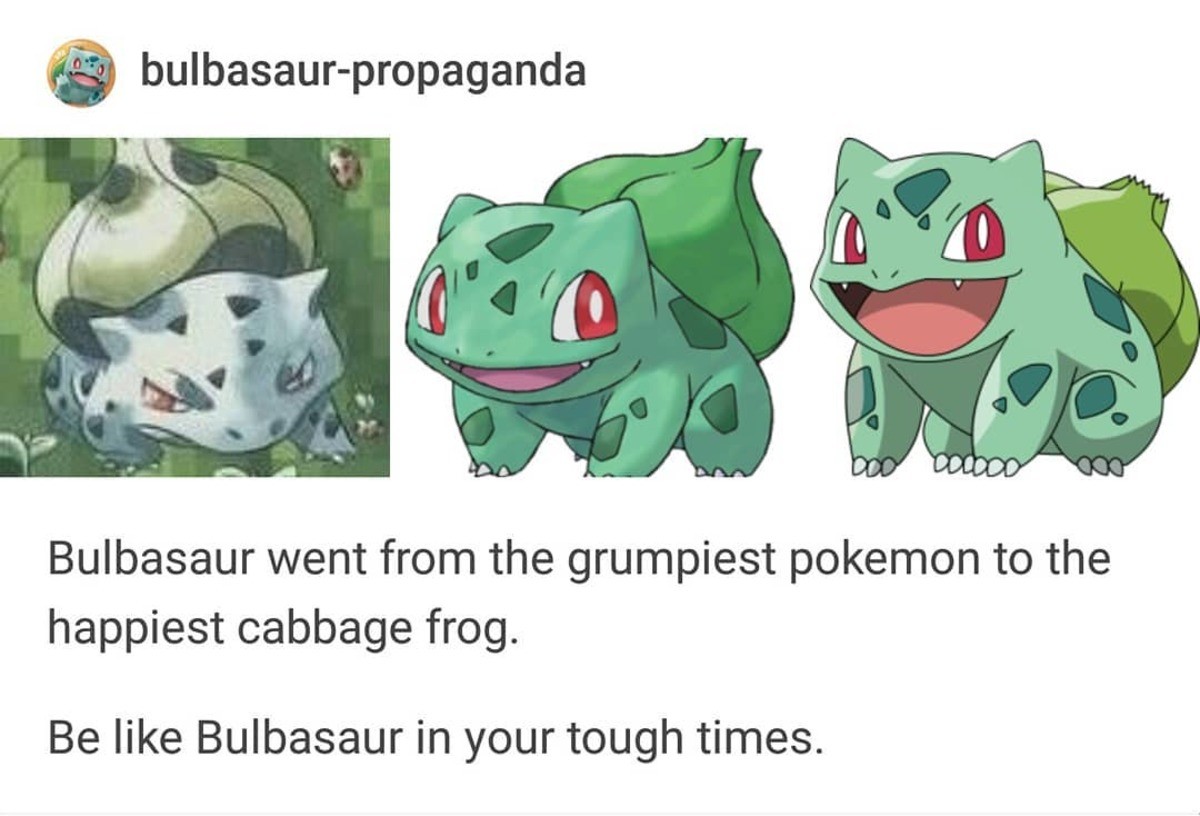 bulbasaur-propaganda
Bulbasaur went from the grumpiest pokemon to the
happiest cabbage frog.
Be like Bulbasaur in your tough times.